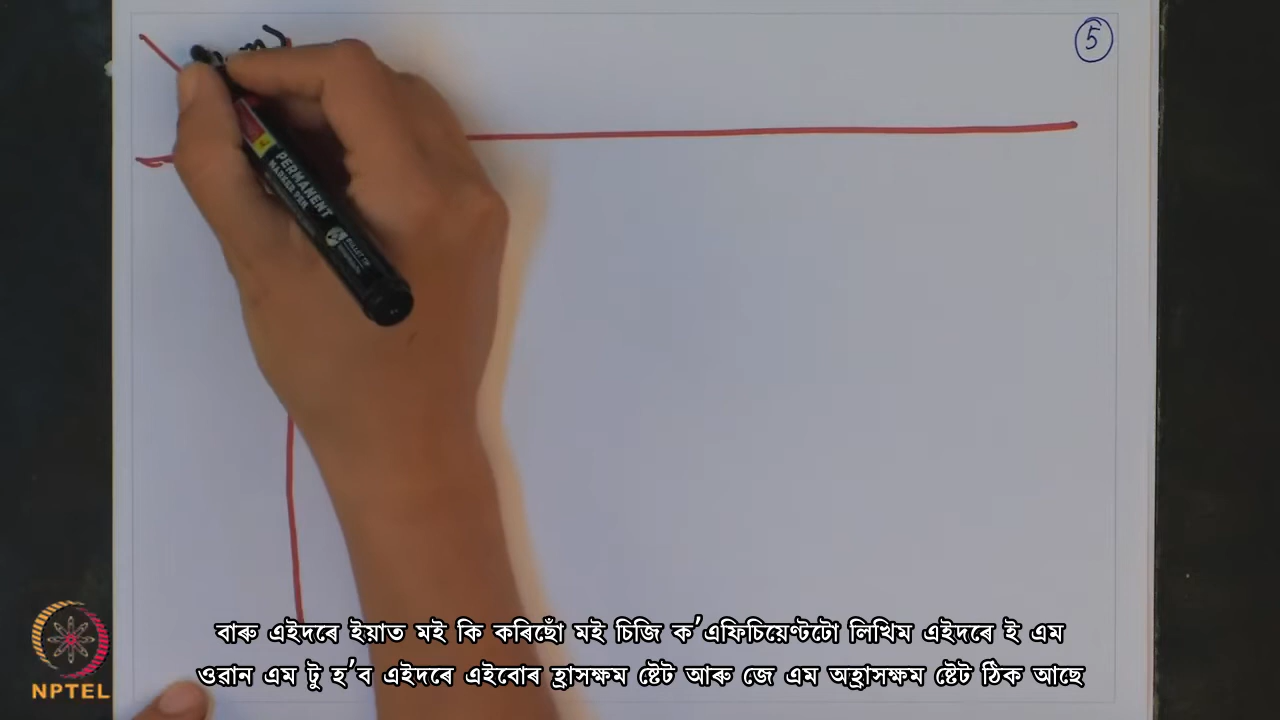 5
PERMANENT
MARKER PEN
NPTEL
বাৰু এইদৰে ইয়াত মই কি কৰিছোঁ মই চিজি ক'এফিচিয়েণ্টটো লিখিম এইদৰে ই এম
ওৱান এম টু হ'ব এইদৰে এইবোৰ হ্ৰাসক্ষম ষ্টেট আৰু জে এম অহ্ৰাসক্ষম ষ্টেট ঠিক আছে